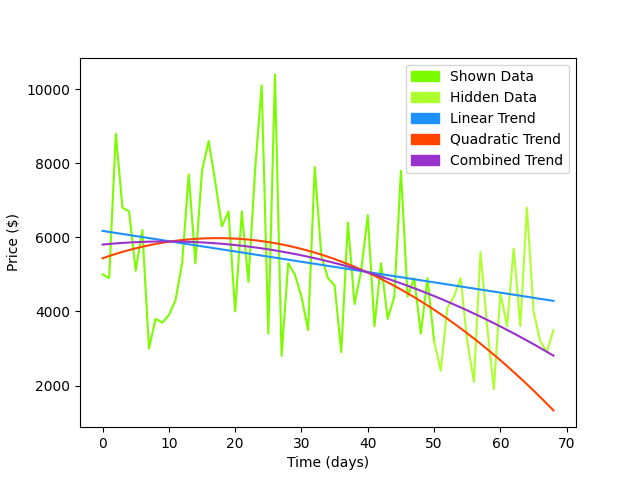 Shown Data
Hidden Data
Linear Trend
Quadratic Trend
Combined Trend
10000
8000
6000
4000
2000
Price ($)
0 10 20 30 40 50 60 70
Time (days)